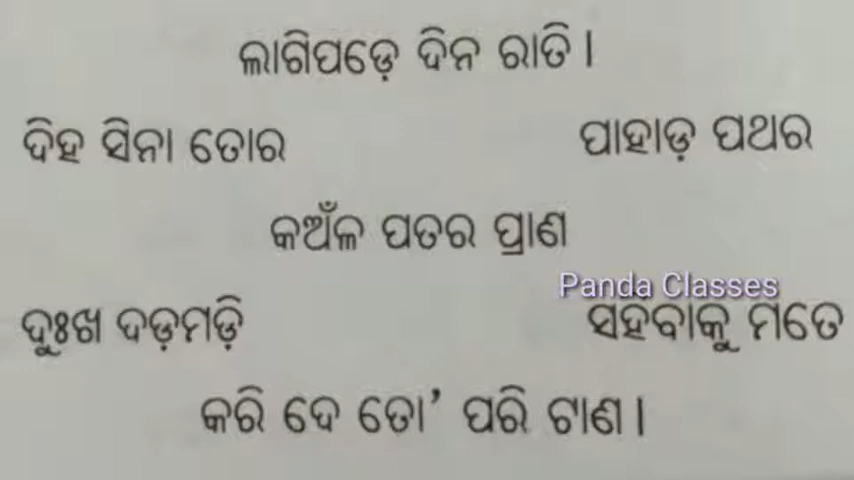 ଲାଗିପଡ଼େ ଦିନ ରାତି।
ଦିହ ସିନା ତୋର ପାହାଡ଼ ପଥର
କଅଁଳ ପତର ପ୍ରାଣ
Panda Classes
ଦୁଃଖ ଦଡ଼ମଡ଼ି ସହିବାକୁ ମତେ
କରି ଦେ ତୋ’ ପରି ଟାଣ।